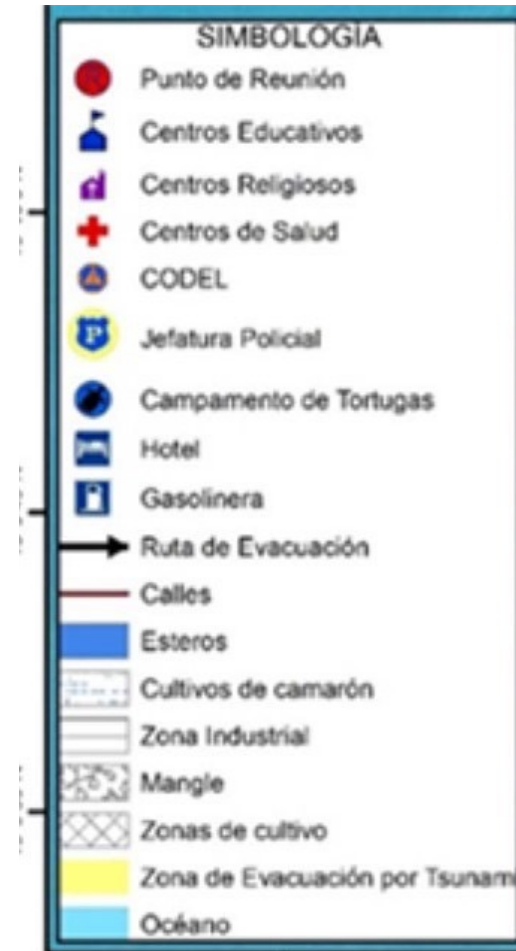 SIMBOLOGÍA
Punto de Reunión
Centros Educativos
Centros Religiosos
Centros de Salud
CODEL
P
Jefatura Policial
Campamento de Tortugas
Hotel
Gasolinera
Ruta de Evacuación
Calles
Esteros
Cultivos de camarón
Zona Industrial
Mangle
Zonas de cultivo
Zona de Evacuación por Tsunami
Océano